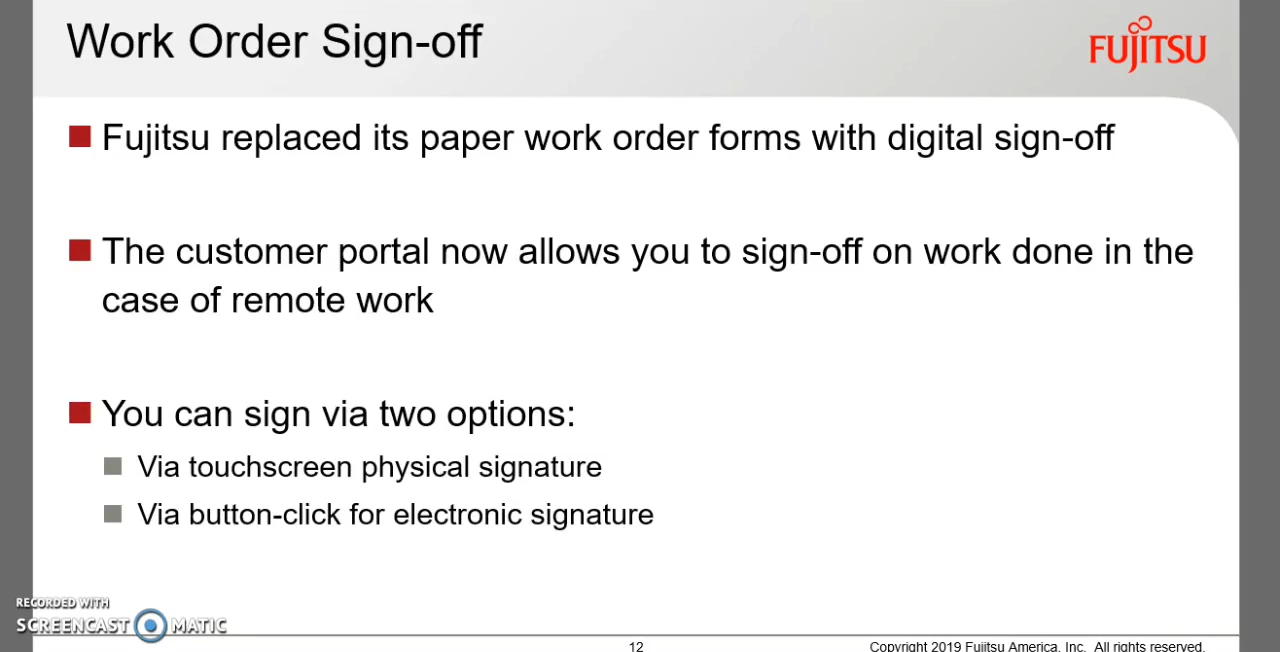 Work Order Sign-off
FUJITSU
Fujitsu replaced its paper work order forms with digital sign-off
The customer portal now allows you to sign-off on work done in the
case of remote work
You can sign via two options:
Via touchscreen physical signature
Via button-click for electronic signature
RECORDED WITH
SCREENCAST MATIC
12
Copyright 2019 Fujitsu America, Inc. All rights reserved.